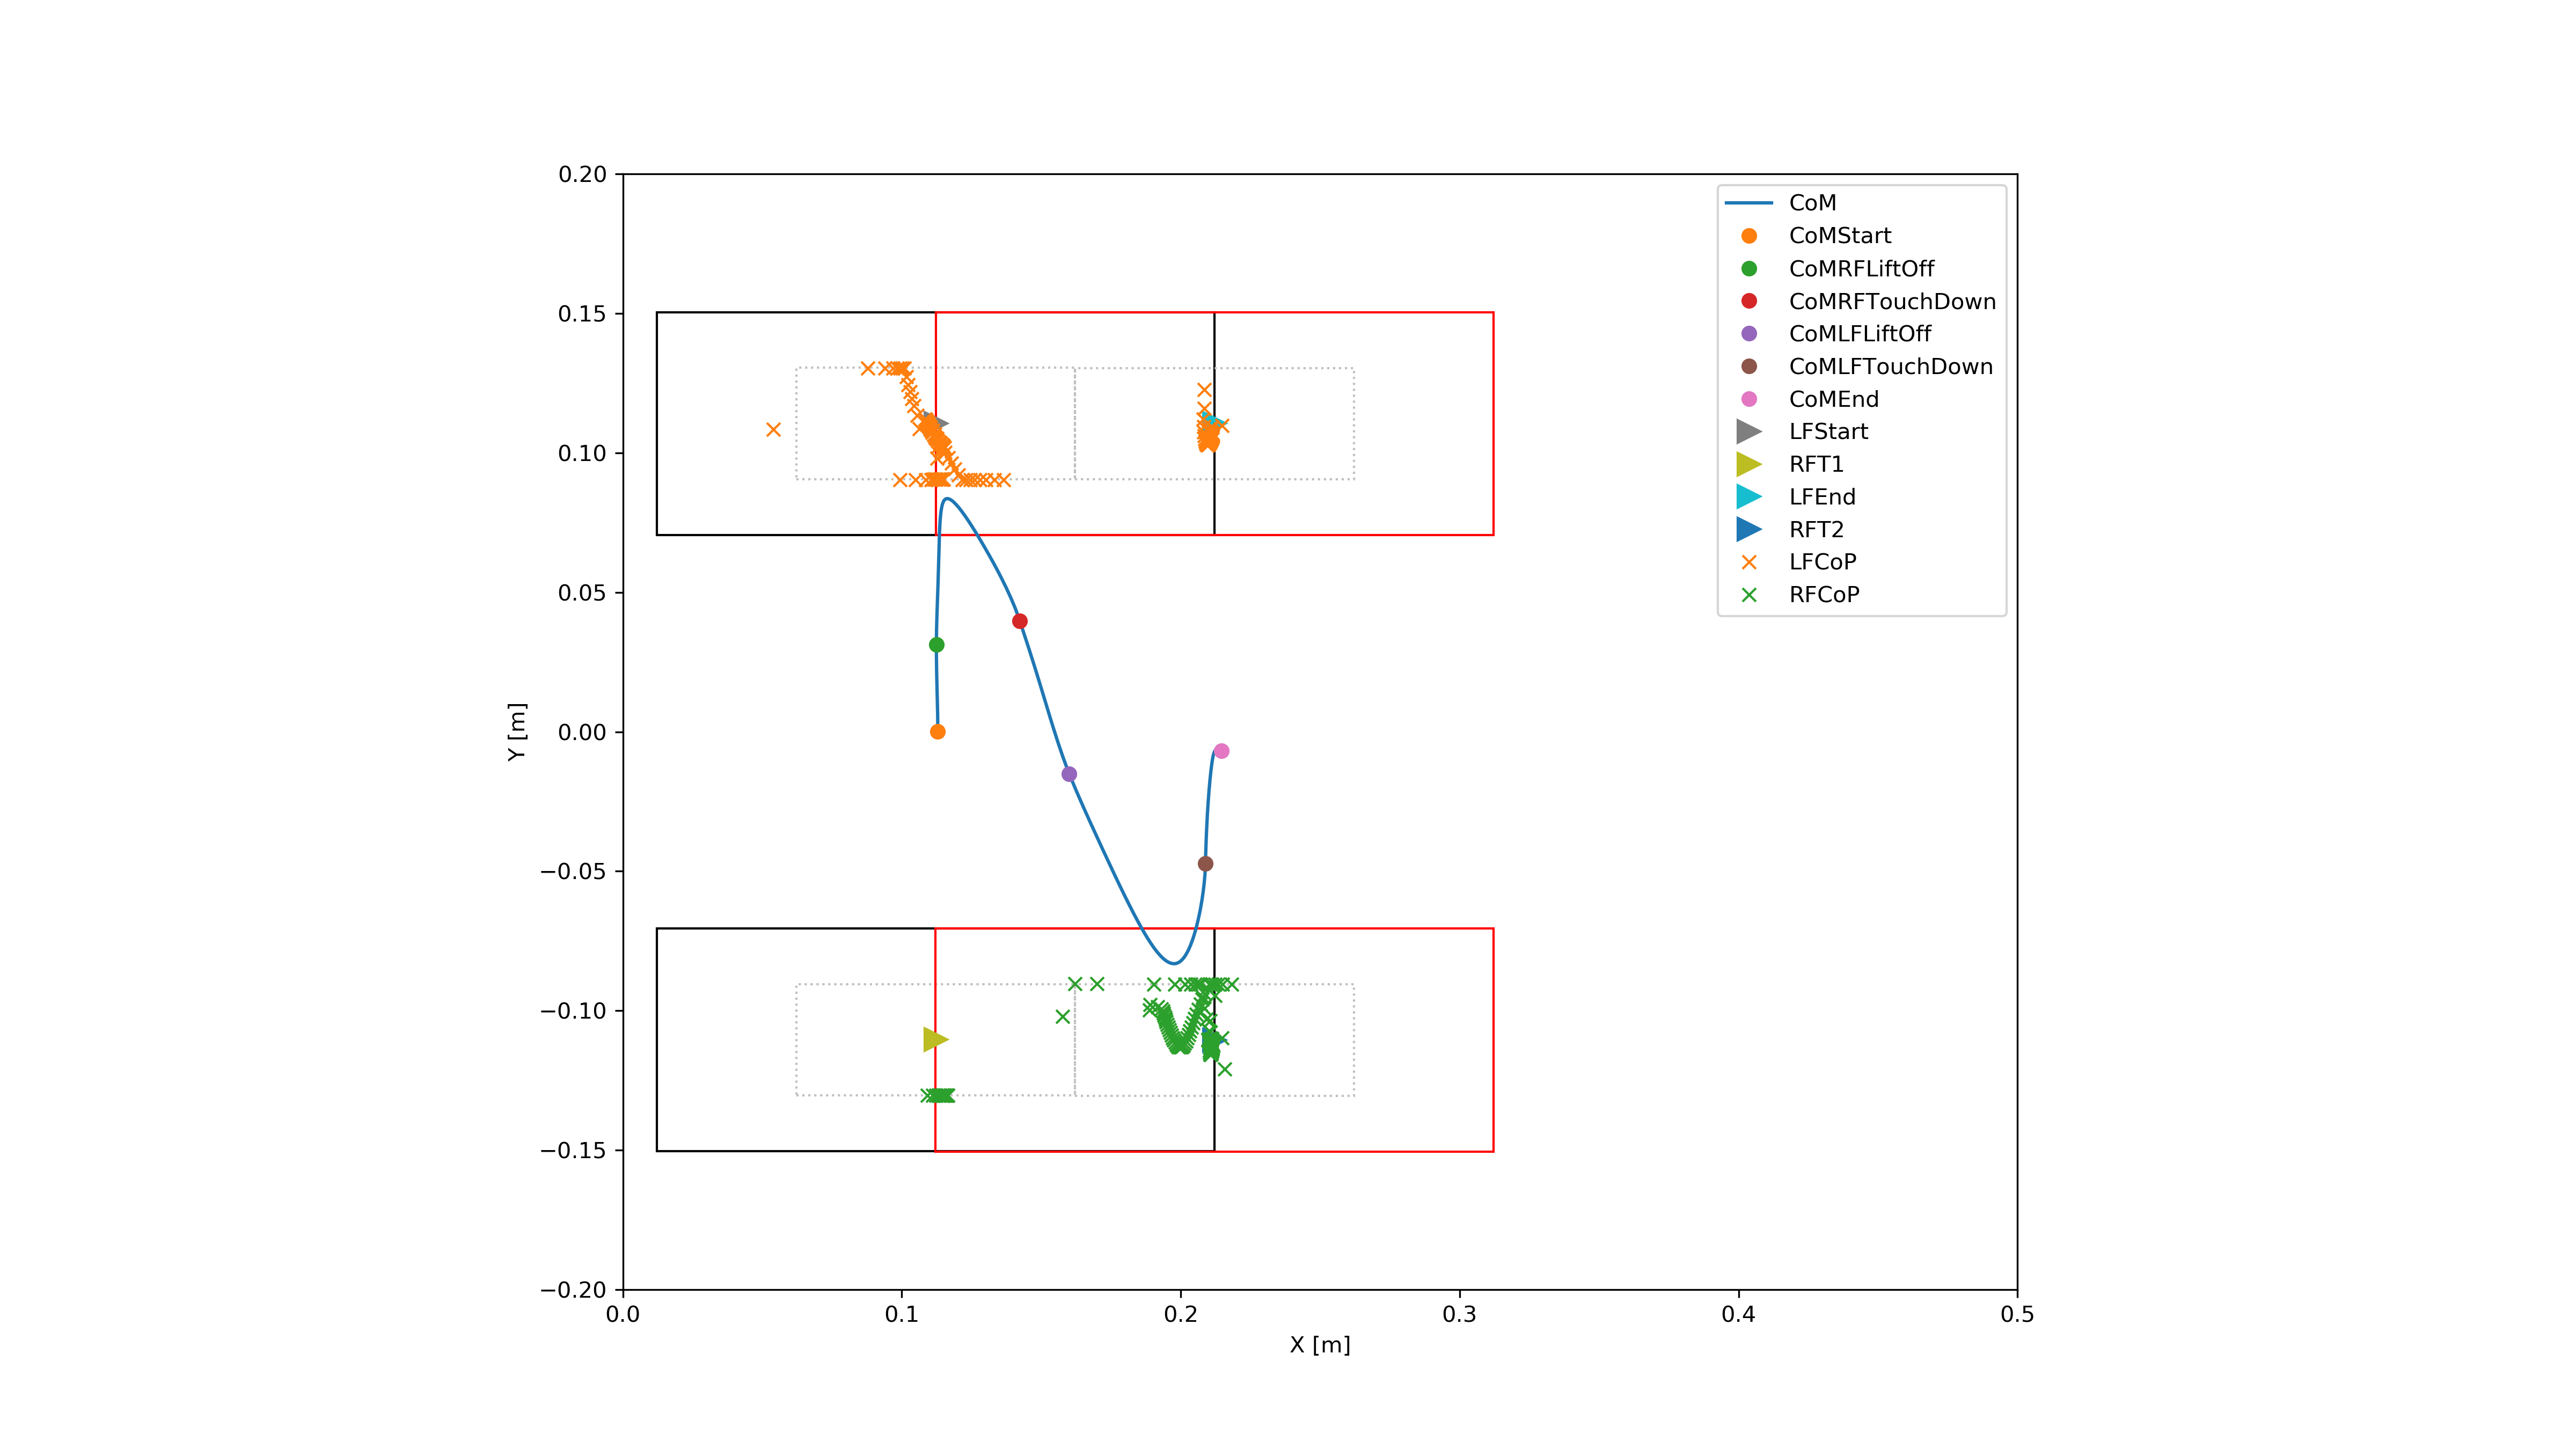 0.20
0.15
0.10
0.05
0.00
−0.05
−0.10
−0.15
−0.20
Y [m]
0.0
0.1
0.2
0.3
0.4
0.5
X [m]
CoM
CoMStart
CoMRFLiftOff
CoMRFTouchDown
CoMLFLiftOff
CoMLFTouchDown
CoMEnd
LFStart
RFT1
LFEnd
RFT2
LFCoP
RFCoP